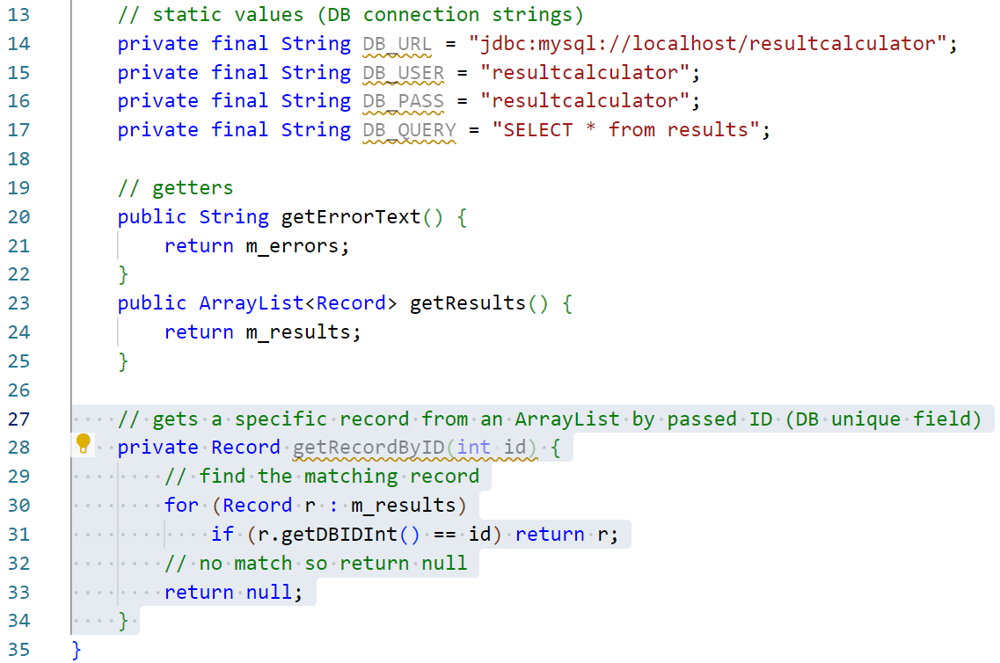 13 // static values (DB connection strings)
14 private final String DB_URL = "jdbc:mysql://localhost/resultcalculator";
15 private final String DB_USER = "resultcalculator";
16 private final String DB_PASS = "resultcalculator";
17 private final String DB_QUERY = "SELECT * from results";
18
19 // getters
20 public String getErrorText() {
21 return m_errors;
22 }
23 public ArrayList<Record> getResults() {
24 return m_results;
25 }
26
27 // gets a specific record from an ArrayList by passed ID (DB unique field)
28 private Record getRecordByID(int id) {
29 // find the matching record
30 for (Record r : m_results)
31 if (r.getDBIDInt() == id) return r;
32 // no match so return null
33 return null;
34 }
35 }